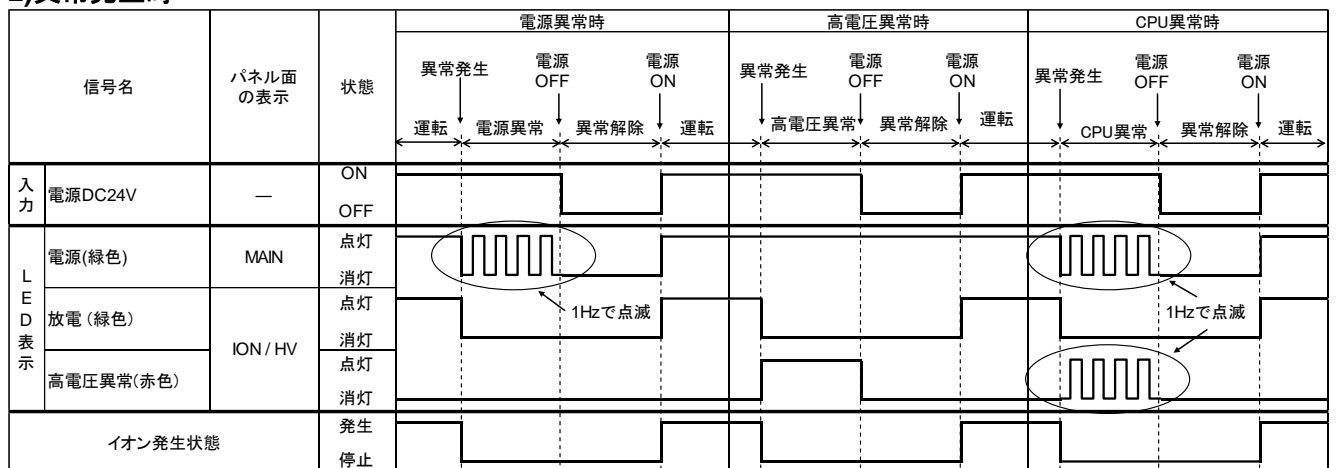 電源異常時 高電圧異常時 CPU異常時
信号名 パネル面の表示 状態
異常発生 電源OFF 電源ON 異常発生 電源OFF 電源ON 異常発生 電源OFF 電源ON
運転 電源異常 異常解除 運転 高電圧異常 異常解除 運転 CPU異常 異常解除 運転
入力 電源DC24V — ON
OFF
LED表示
電源(緑色) MAIN 点灯
消灯
放電(緑色) ION / HV 点灯
1Hzで点滅 1Hzで点滅
消灯
高電圧異常(赤色) 点灯
消灯
イオン発生状態 発生
停止